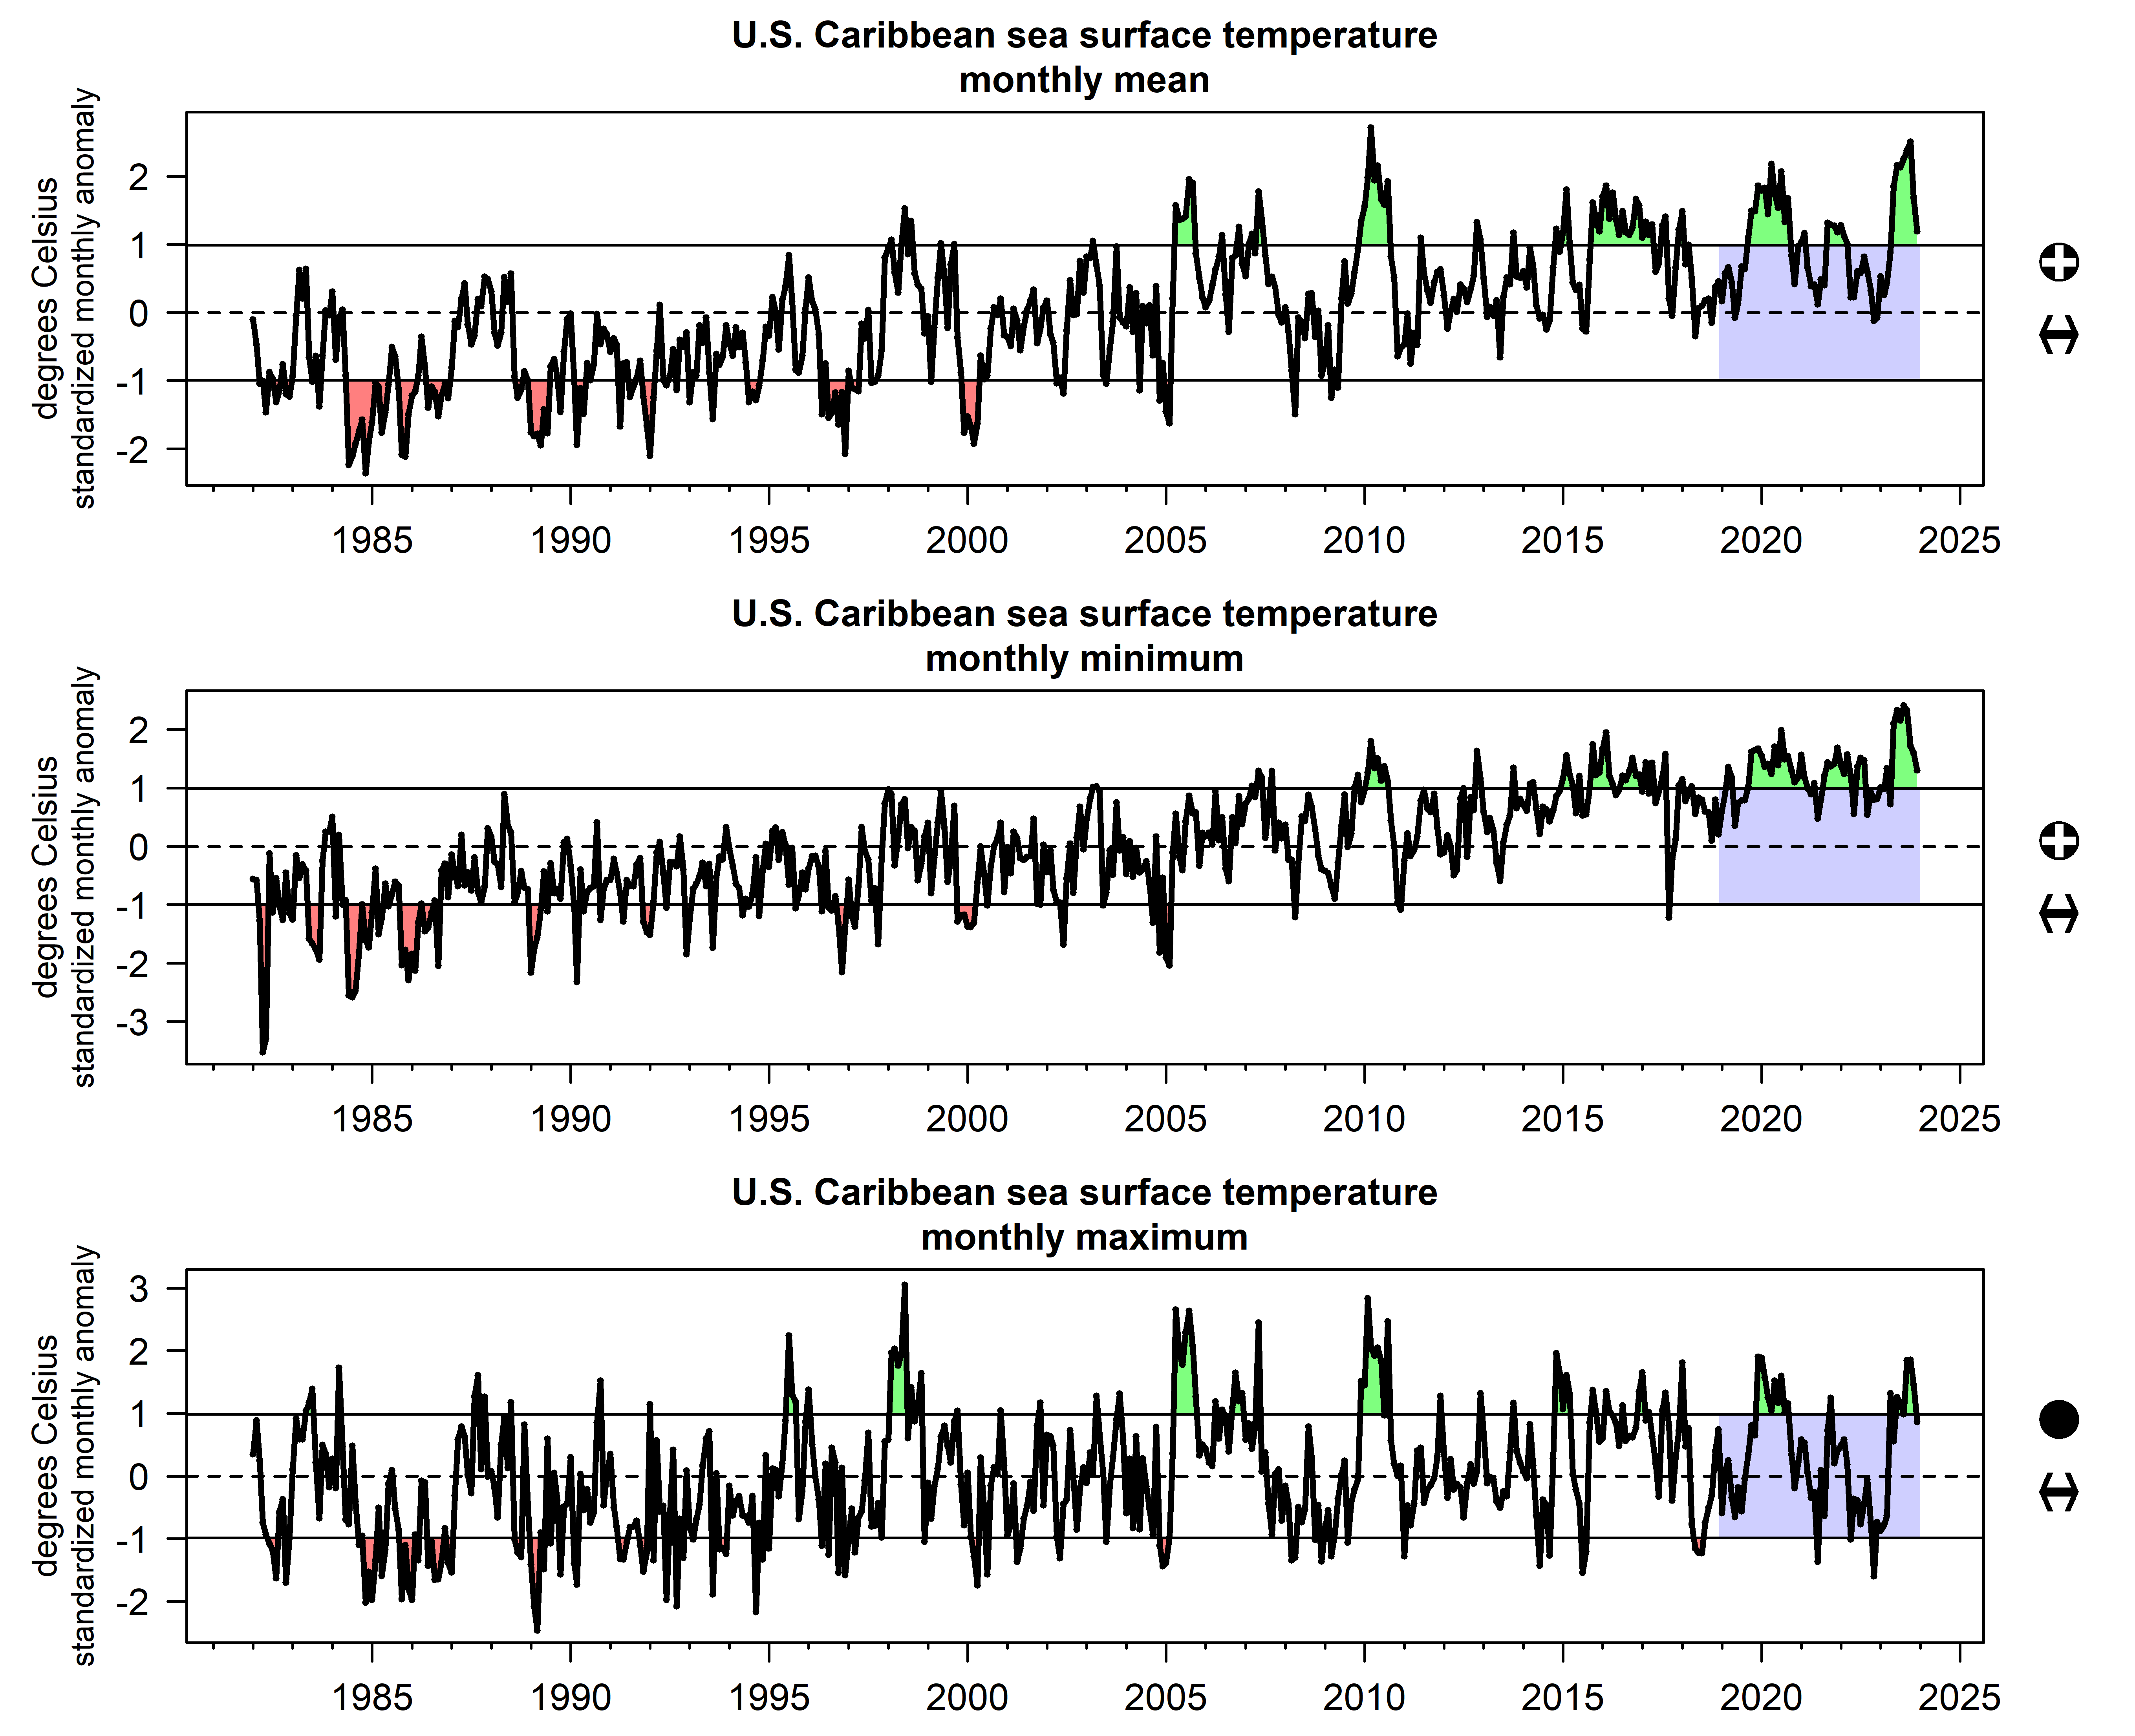 U.S. Caribbean sea surface temperature
monthly mean
degrees Celsius
standardized monthly anomaly
2
1
0
-1
-2
1985 1990 1995 2000 2005 2010 2015 2020 2025
U.S. Caribbean sea surface temperature
monthly minimum
degrees Celsius
standardized monthly anomaly
2
1
0
-1
-2
-3
1985 1990 1995 2000 2005 2010 2015 2020 2025
U.S. Caribbean sea surface temperature
monthly maximum
degrees Celsius
standardized monthly anomaly
3
2
1
0
-1
-2
1985 1990 1995 2000 2005 2010 2015 2020 2025